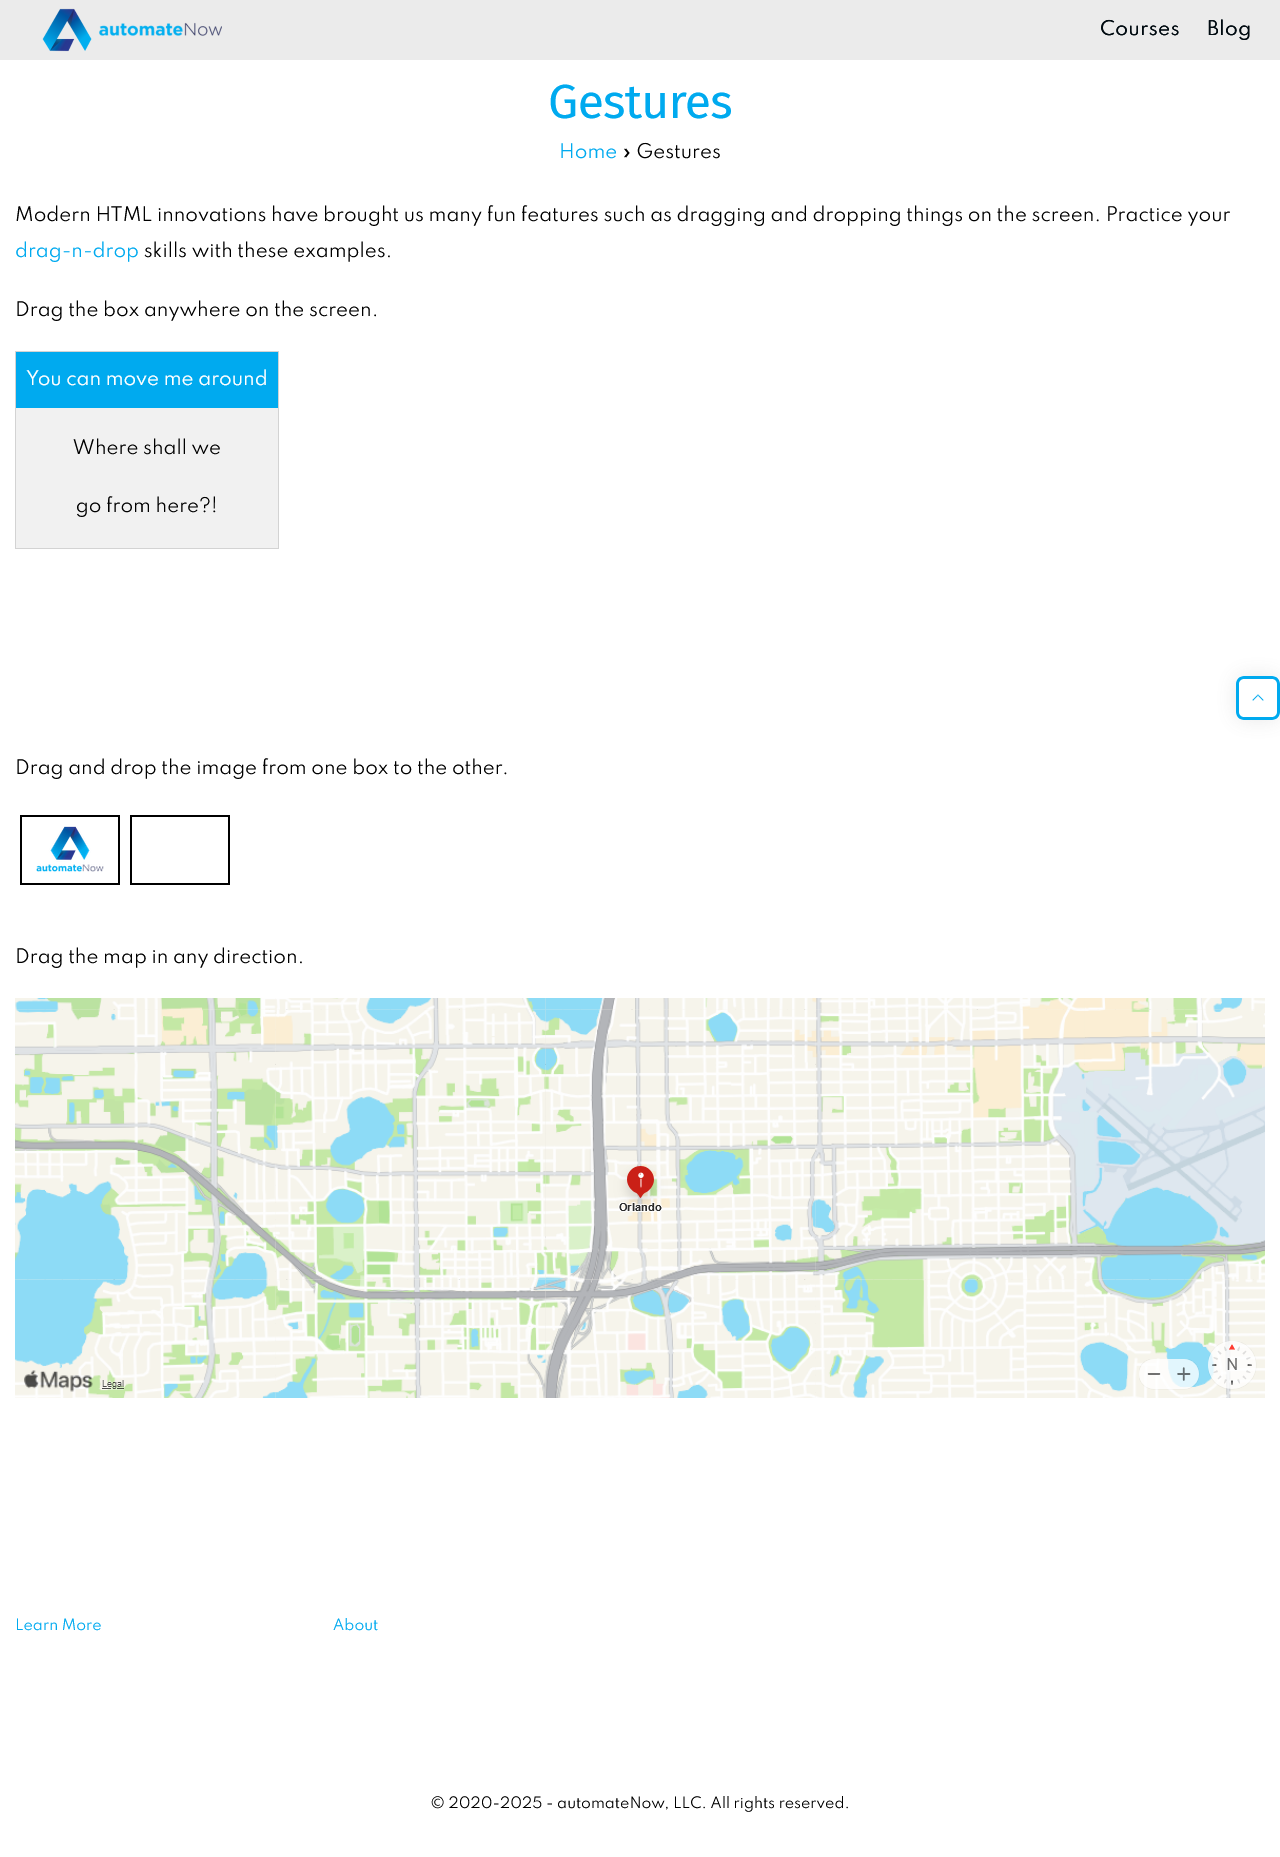 automateNow
Courses
Blog
Gestures
Home » Gestures
Modern HTML innovations have brought us many fun features such as dragging and dropping things on the screen. Practice your
drag-n-drop skills with these examples.
Drag the box anywhere on the screen.
You can move me around
Where shall we
go from here?!
Drag and drop the image from one box to the other.
automateNow
Drag the map in any direction.
Orlando
Maps
Legal
N
Learn More
About
© 2020-2025 - automateNow, LLC. All rights reserved.